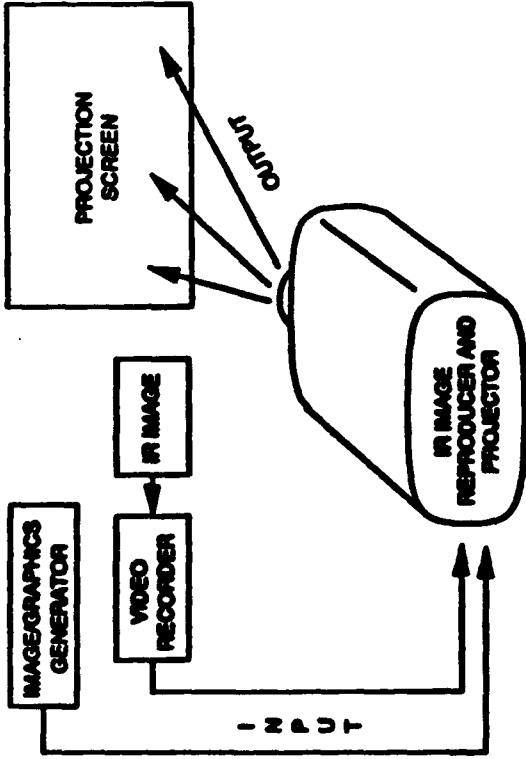 IMAGE/GRAPHICS
GENERATOR
VIDEO
RECORDER
IR IMAGE
PROJECTION
SCREEN
INPUT
OUTPUT
IR IMAGE
REPRODUCER AND
PROJECTOR